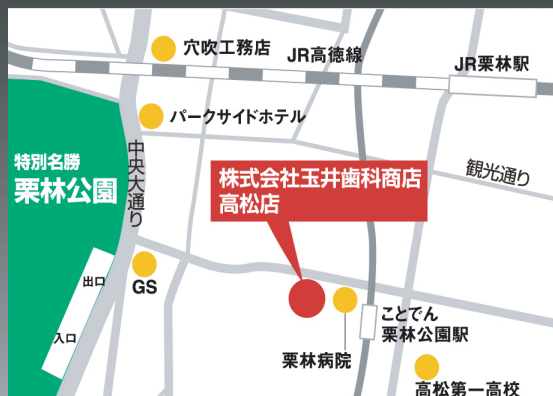 穴吹工務店
JR高徳線
JR栗林駅
パークサイドホテル
中央大通り
特別名勝
栗林公園
観光通り
株式会社玉井歯科商店
高松店
出口
GS
入口
ことでん
栗林公園駅
栗林病院
高松第一高校